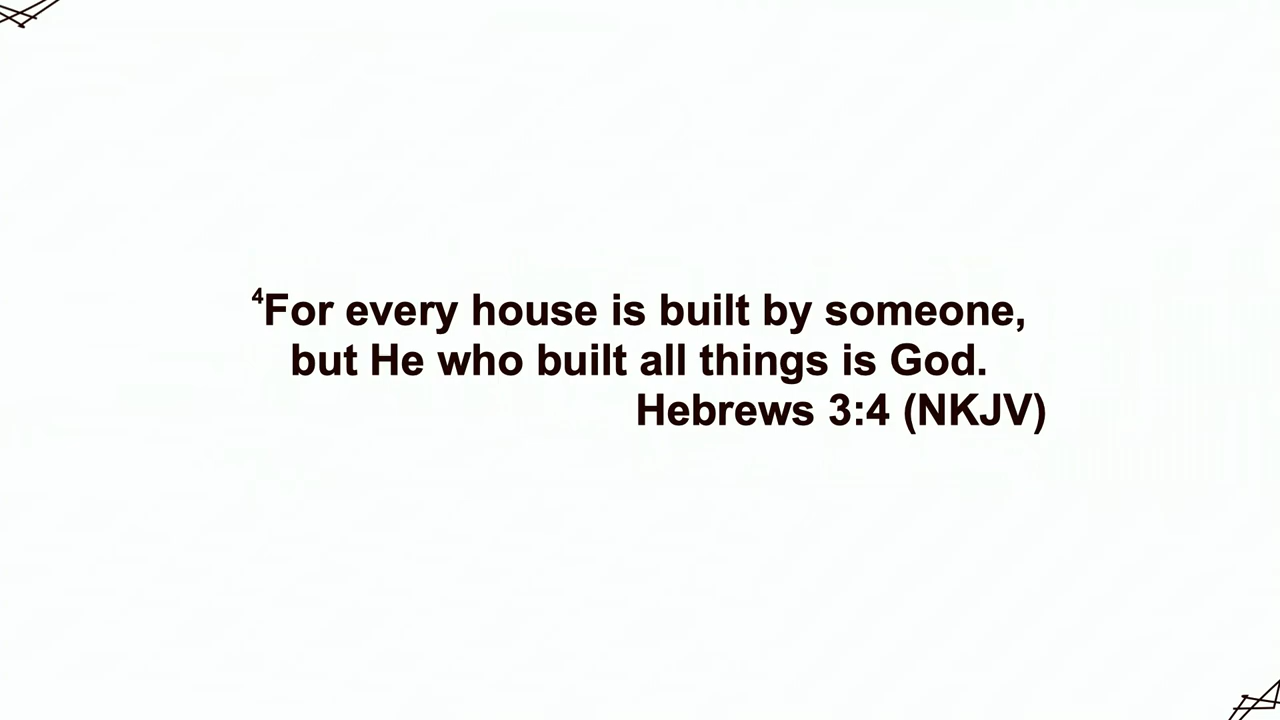 ⁴For every house is built by someone,
but He who built all things is God.
Hebrews 3:4 (NKJV)